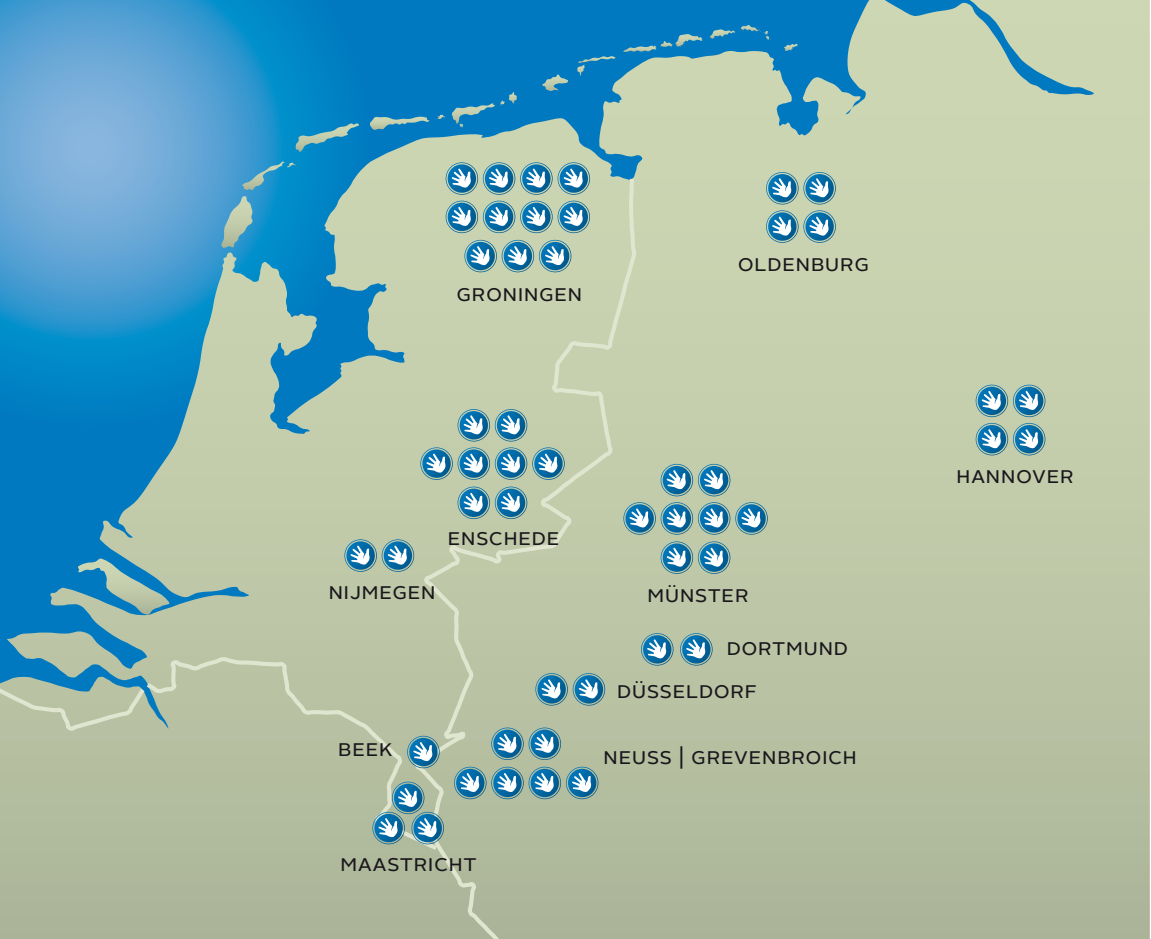 OLDENBURG
GRONINGEN
HANNOVER
ENSCHEDE
NIJMEGEN
MÜNSTER
DORTMUND
DÜSSELDORF
BEEK
NEUSS | GREVENBROICH
MAASTRICHT